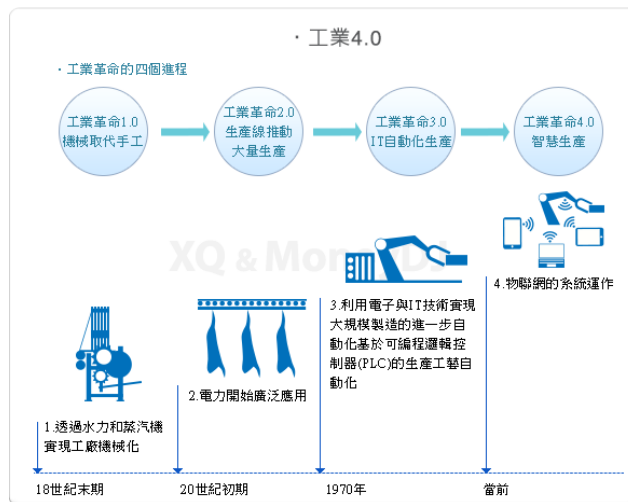 · 工業4.0
· 工業革命的四個進程
工業革命1.0
機械取代手工
工業革命2.0
生產線推動
大量生產
工業革命3.0
IT自動化生產
工業革命4.0
智慧生產
XQ & MoneyDJ
1.透過水力和蒸汽機
實現工廠機械化
2.電力開始廣泛應用
3.利用電子與IT技術實現
大規模製造的進一步自
動化基於可編程邏輯控
制器(PLC)的生產工藝自
動化
4.物聯網的系統運作
18世紀末期
20世紀初期
1970年
當前